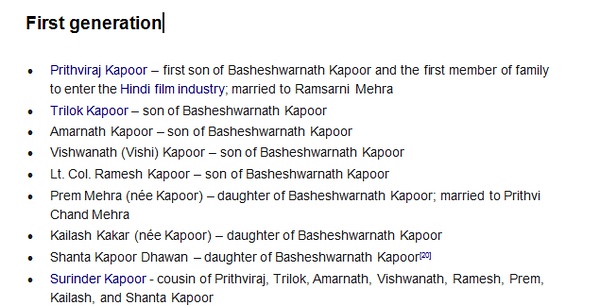 First generation
• Prithviraj Kapoor – first son of Basheshwarnath Kapoor and the first member of family
to enter the Hindi film industry; married to Ramsarni Mehra
• Trilok Kapoor – son of Basheshwarnath Kapoor
• Amarnath Kapoor – son of Basheshwarnath Kapoor
• Vishwanath (Vishi) Kapoor – son of Basheshwarnath Kapoor
• Lt. Col. Ramesh Kapoor – son of Basheshwarnath Kapoor
• Prem Mehra (née Kapoor) – daughter of Basheshwarnath Kapoor; married to Prithvi
Chand Mehra
• Kailash Kakar (née Kapoor) – daughter of Basheshwarnath Kapoor
• Shanta Kapoor Dhawan – daughter of Basheshwarnath Kapoor[20]
• Surinder Kapoor - cousin of Prithviraj, Trilok, Amarnath, Vishwanath, Ramesh, Prem,
Kailash, and Shanta Kapoor